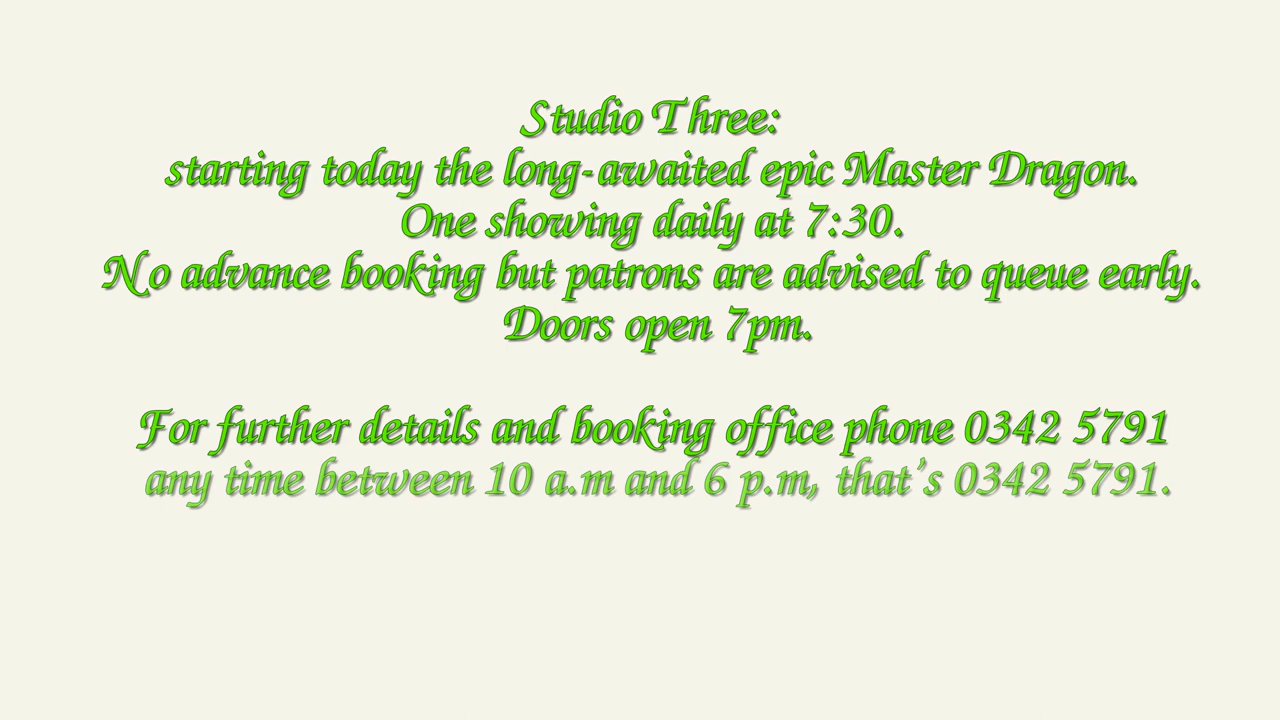 Studio Three:
starting today the long-awaited epic Master Dragon.
One showing daily at 7:30.
No advance booking but patrons are advised to queue early.
Doors open 7pm.
For further details and booking office phone 0342 5791
any time between 10 a.m and 6 p.m, that’s 0342 5791.